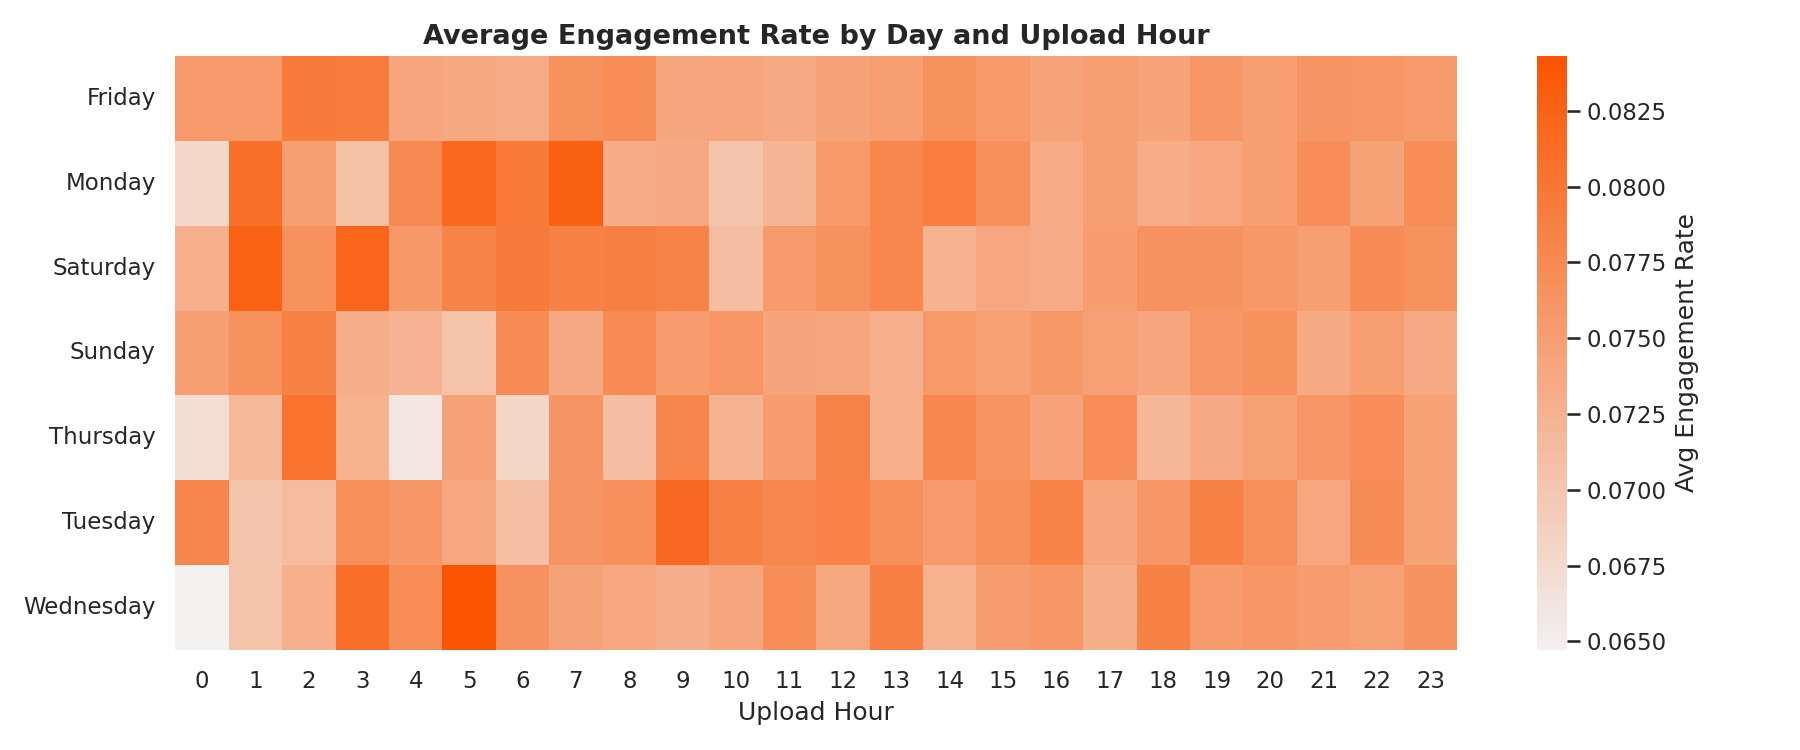 Average Engagement Rate by Day and Upload Hour
Friday
Monday
Saturday
Sunday
Thursday
Tuesday
Wednesday
0 1 2 3 4 5 6 7 8 9 10 11 12 13 14 15 16 17 18 19 20 21 22 23
Upload Hour
0.0825
0.0800
0.0775
0.0750
0.0725
0.0700
0.0675
0.0650
Avg Engagement Rate